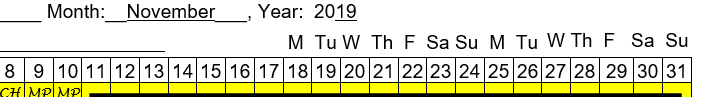 ____ Month:__November___, Year: 2019
M Tu W Th F Sa Su M Tu W Th F Sa Su
8 9 10 11 12 13 14 15 16 17 18 19 20 21 22 23 24 25 26 27 28 29 30 31
CH MP MP